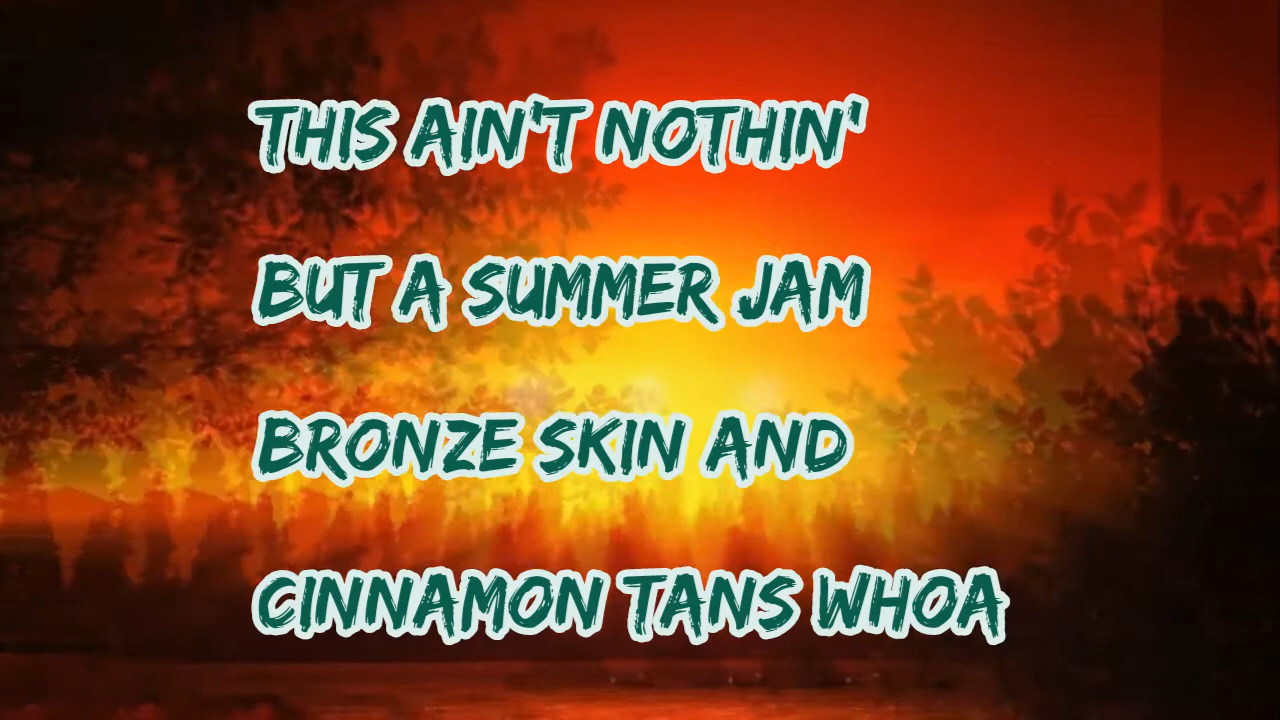 THIS AIN'T NOTHIN'
BUT A SUMMER JAM
BRONZE SKIN AND
CINNAMON TANS WHOA